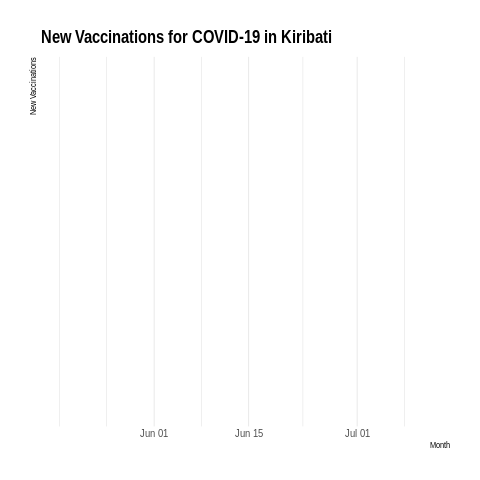 New Vaccinations for COVID-19 in Kiribati
New Vaccinations
Jun 01
Jun 15
Jul 01
Month